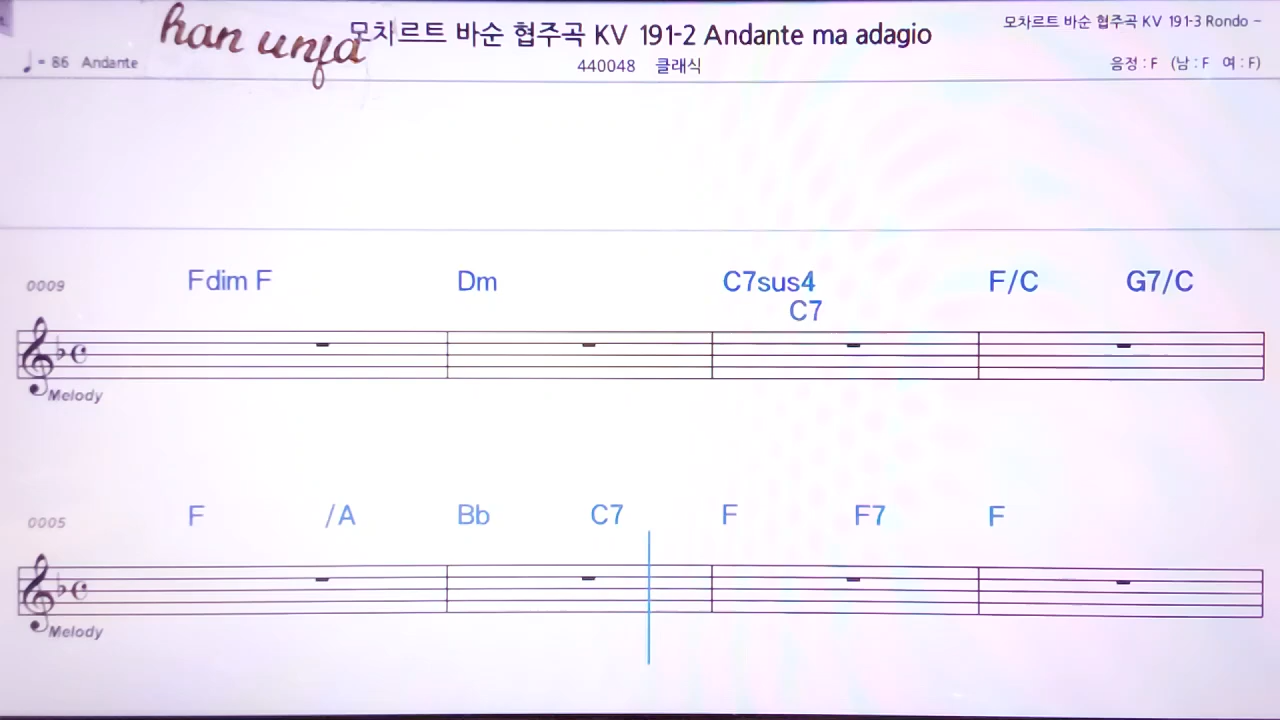 han unfa
모차르트 바순 협주곡 KV 191-2 Andante ma adagio
모차르트 바순 협주곡 KV 191-3 Rondo ~
♩ = 86 Andante
440048 클래식
음정 : F (남 : F 여 : F)
0009 Fdim F Dm C7sus4 F/C G7/C
C7
Melody
0005 F /A Bb C7 F F7 F
Melody